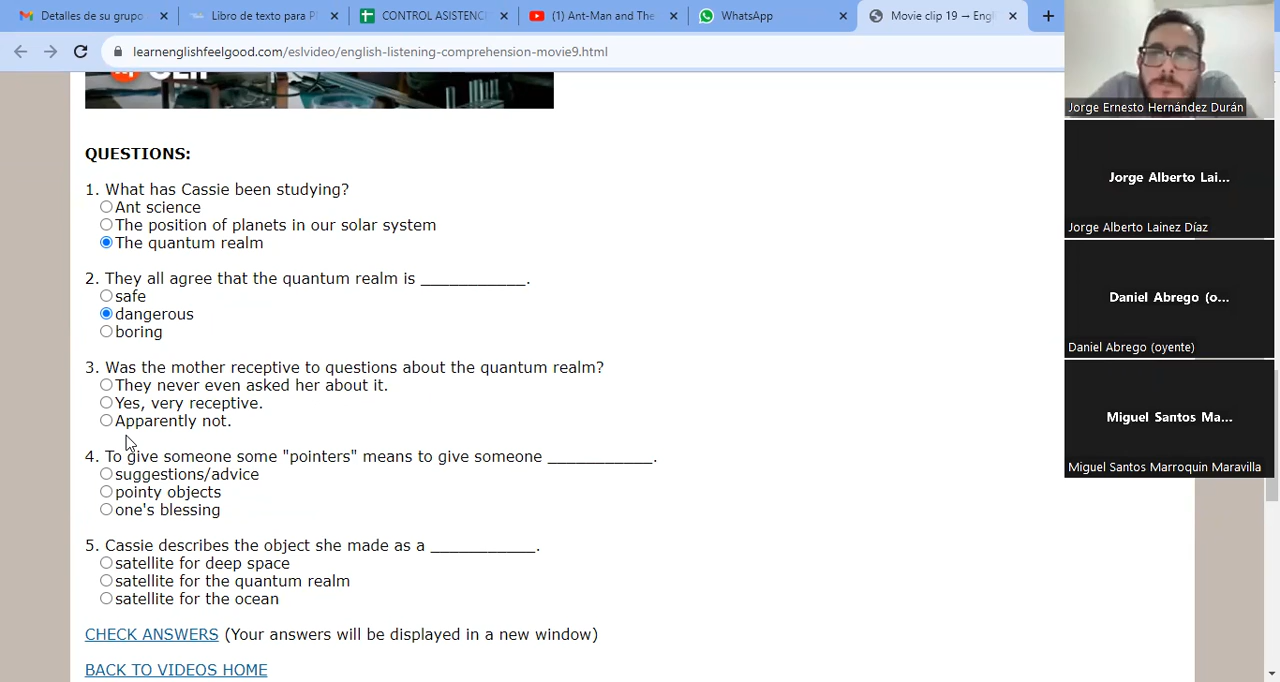 Detalles de su grupo
Libro de texto para P
CONTROL ASISTENC
(1) Ant-Man and The
WhatsApp
Movie clip 19 → Eng
learnenglishfeelgood.com/eslvideo/english-listening-comprehension-movie9.html
CLIP
QUESTIONS:
1. What has Cassie been studying?
Ant science
The position of planets in our solar system
The quantum realm
2. They all agree that the quantum realm is ___________.
safe
dangerous
boring
3. Was the mother receptive to questions about the quantum realm?
They never even asked her about it.
Yes, very receptive.
Apparently not.
4. To give someone some "pointers" means to give someone ___________.
suggestions/advice
pointy objects
one's blessing
5. Cassie describes the object she made as a ___________.
satellite for deep space
satellite for the quantum realm
satellite for the ocean
CHECK ANSWERS (Your answers will be displayed in a new window)
BACK TO VIDEOS HOME
Jorge Ernesto Hernández Durán
Jorge Alberto Lai...
Jorge Alberto Lainez Díaz
Daniel Abrego (o...
Daniel Abrego (oyente)
Miguel Santos Ma...
Miguel Santos Marroquin Maravilla